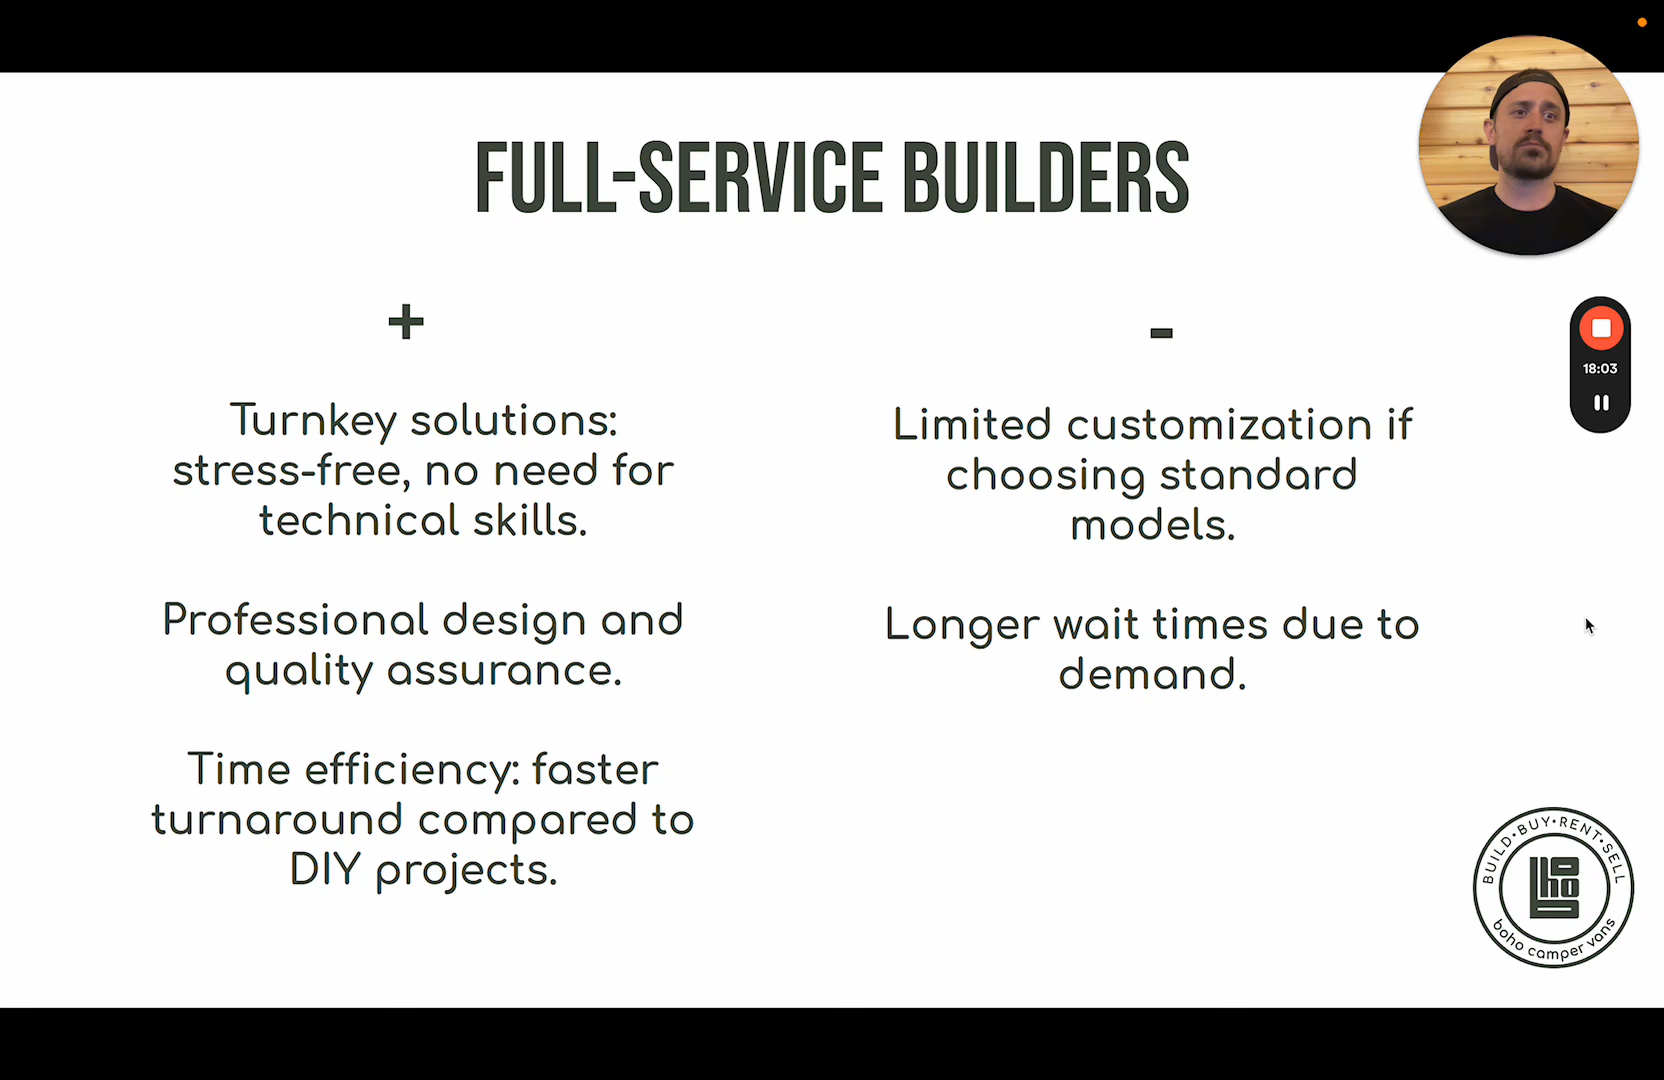 FULL-SERVICE BUILDERS
+
Turnkey solutions:
stress-free, no need for
technical skills.
Professional design and
quality assurance.
Time efficiency: faster
turnaround compared to
DIY projects.
-
Limited customization if
choosing standard
models.
Longer wait times due to
demand.
18:03
BUILD•BUY•RENT•SELL
boho
boho camper vans